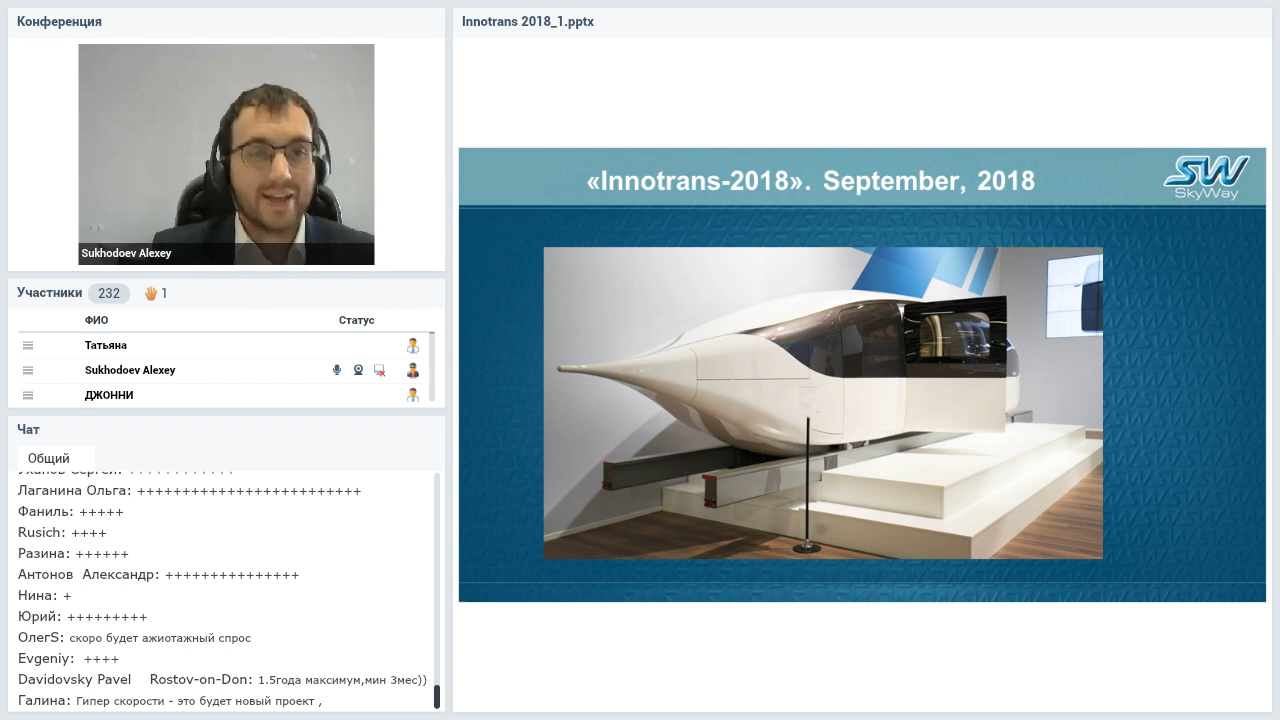 Конференция
Sukhodoev Alexey
Участники 232 1
ФИО Статус
Татьяна
Sukhodoev Alexey
ДЖОННИ
Чат
Общий
Уханов Сергей: ++++++++++++
Лаганина Ольга: +++++++++++++++++++++++++
Фаниль: +++++
Rusich: ++++
Разина: ++++++
Антонов Александр: +++++++++++++++
Нина: +
Юрий: +++++++++
ОлегS: скоро будет ажиотажный спрос
Evgeniy: ++++
Davidovsky Pavel Rostov-on-Don: 1.5года максимум,мин 3мес))
Галина: Гипер скорости - это будет новый проект ,
Innotrans 2018_1.pptx
«Innotrans-2018». September, 2018
SW
SkyWay